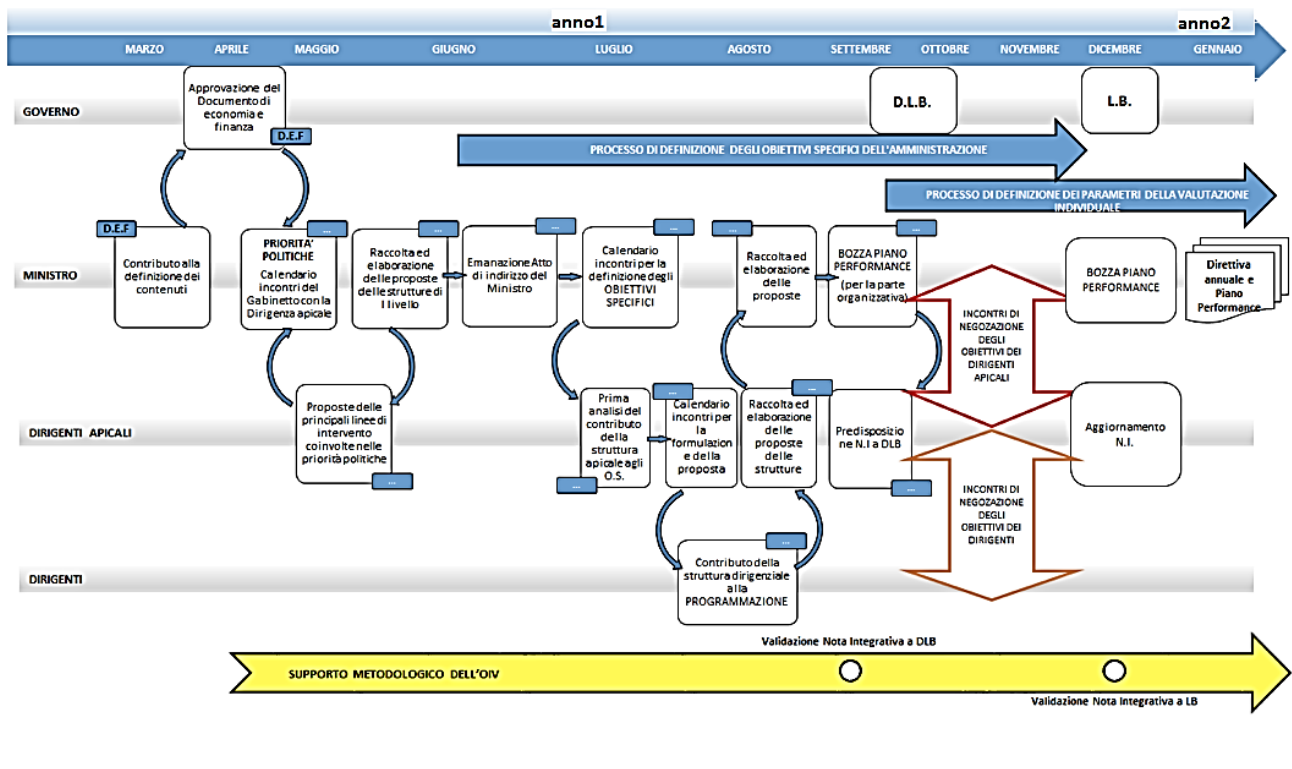 anno1
anno2
MARZO
APRILE
MAGGIO
GIUGNO
LUGLIO
AGOSTO
SETTEMBRE
OTTOBRE
NOVEMBRE
DICEMBRE
GENNAIO
GOVERNO
Approvazione del
Documento di
economia e
finanza
D.E.F
D.L.B.
L.B.
PROCESSO DI DEFINIZIONE DEGLI OBIETTIVI SPECIFICI DELL'AMMINISTRAZIONE
PROCESSO DI DEFINIZIONE DEI PARAMETRI DELLA VALUTAZIONE
INDIVIDUALE
MINISTRO
D.E.F
Contributo alla
definizione dei
contenuti
...
PRIORITA'
POLITICHE
Calendario
incontri del
Gabinetto con la
Dirigenza apicale
...
Raccolta ed
elaborazione
delle proposte
delle strutture di
I livello
...
Emanazione Atto
di indirizzo del
Ministro
...
Calendario
incontri per la
definizione degli
OBIETTIVI
SPECIFICI
...
Raccolta ed
elaborazione
delle
proposte
...
BOZZA PIANO
PERFORMANCE
(per la parte
organizzativa)
INCONTRI DI
NEGOZAZIONE
DEGLI
OBIETTIVI DEI
DIRIGENTI
APICALI
BOZZA PIANO
PERFORMANCE
Direttiva
annuale e
Piano
Performance
DIRIGENTI APICALI
Proposte delle
principali linee di
intervento
coinvolte nelle
priorità politiche
...
Prima
analisi del
contributo
della
struttura
apicale agli
O.S.
...
...
Calendario
incontri per
la
formulazion
e della
proposta
...
Raccolta ed
elaborazione
delle
proposte
delle
strutture
Predisposizio
ne N.I a DLB
...
Aggiornamento
N.I.
INCONTRI DI
NEGOZAZIONE
DEGLI
OBIETTIVI DEI
DIRIGENTI
DIRIGENTI
...
Contributo della
struttura dirigenziale
alla
PROGRAMMAZIONE
Validazione Nota Integrativa a DLB
SUPPORTO METODOLOGICO DELL'OIV
Validazione Nota Integrativa a LB